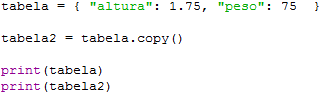 tabela = { "altura": 1.75, "peso": 75  }
tabela2 = tabela.copy()
print(tabela)
print(tabela2)